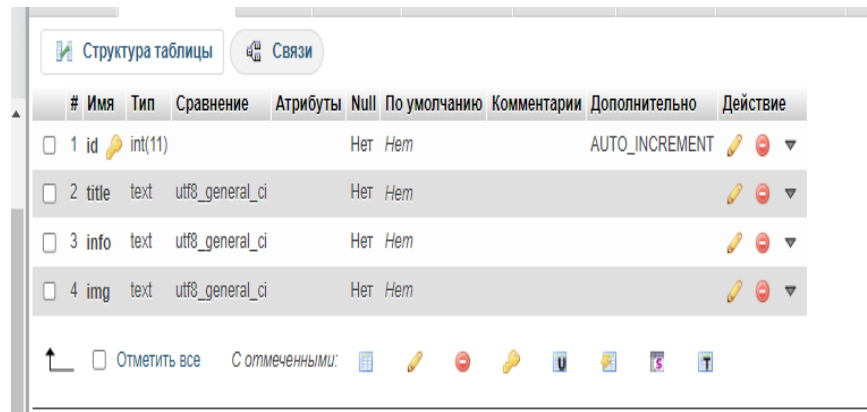 Структура таблицы Связи
# Имя Тип Сравнение Атрибуты Null По умолчанию Комментарии Дополнительно Действие
1 id int(11) Нет Нет AUTO_INCREMENT
2 title text utf8_general_ci Нет Нет
3 info text utf8_general_ci Нет Нет
4 img text utf8_general_ci Нет Нет
Отметить все С отмеченными: U S T